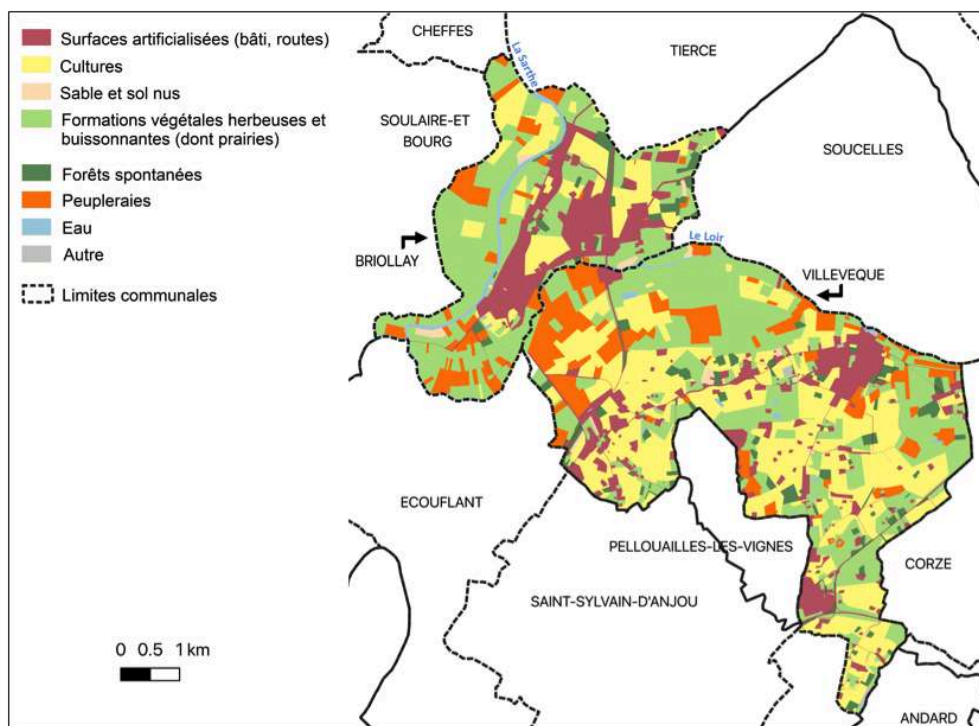 Surfaces artificialisées (bâti, routes)
Cultures
Sable et sol nus
Formations végétales herbeuses et
buissonnantes (dont prairies)
Forêts spontanées
Peupleraies
Eau
Autre
Limites communales
CHEFFES
La Sarthe
TIERCE
SOULAIRE-ET
BOURG
SOUCELLES
Le Loir
BRIOLLAY
VILLEVEQUE
ECOUFLANT
PELLOUAILLES-LES-VIGNES
CORZE
SAINT-SYLVAIN-D'ANJOU
0 0.5 1 km
ANDARD